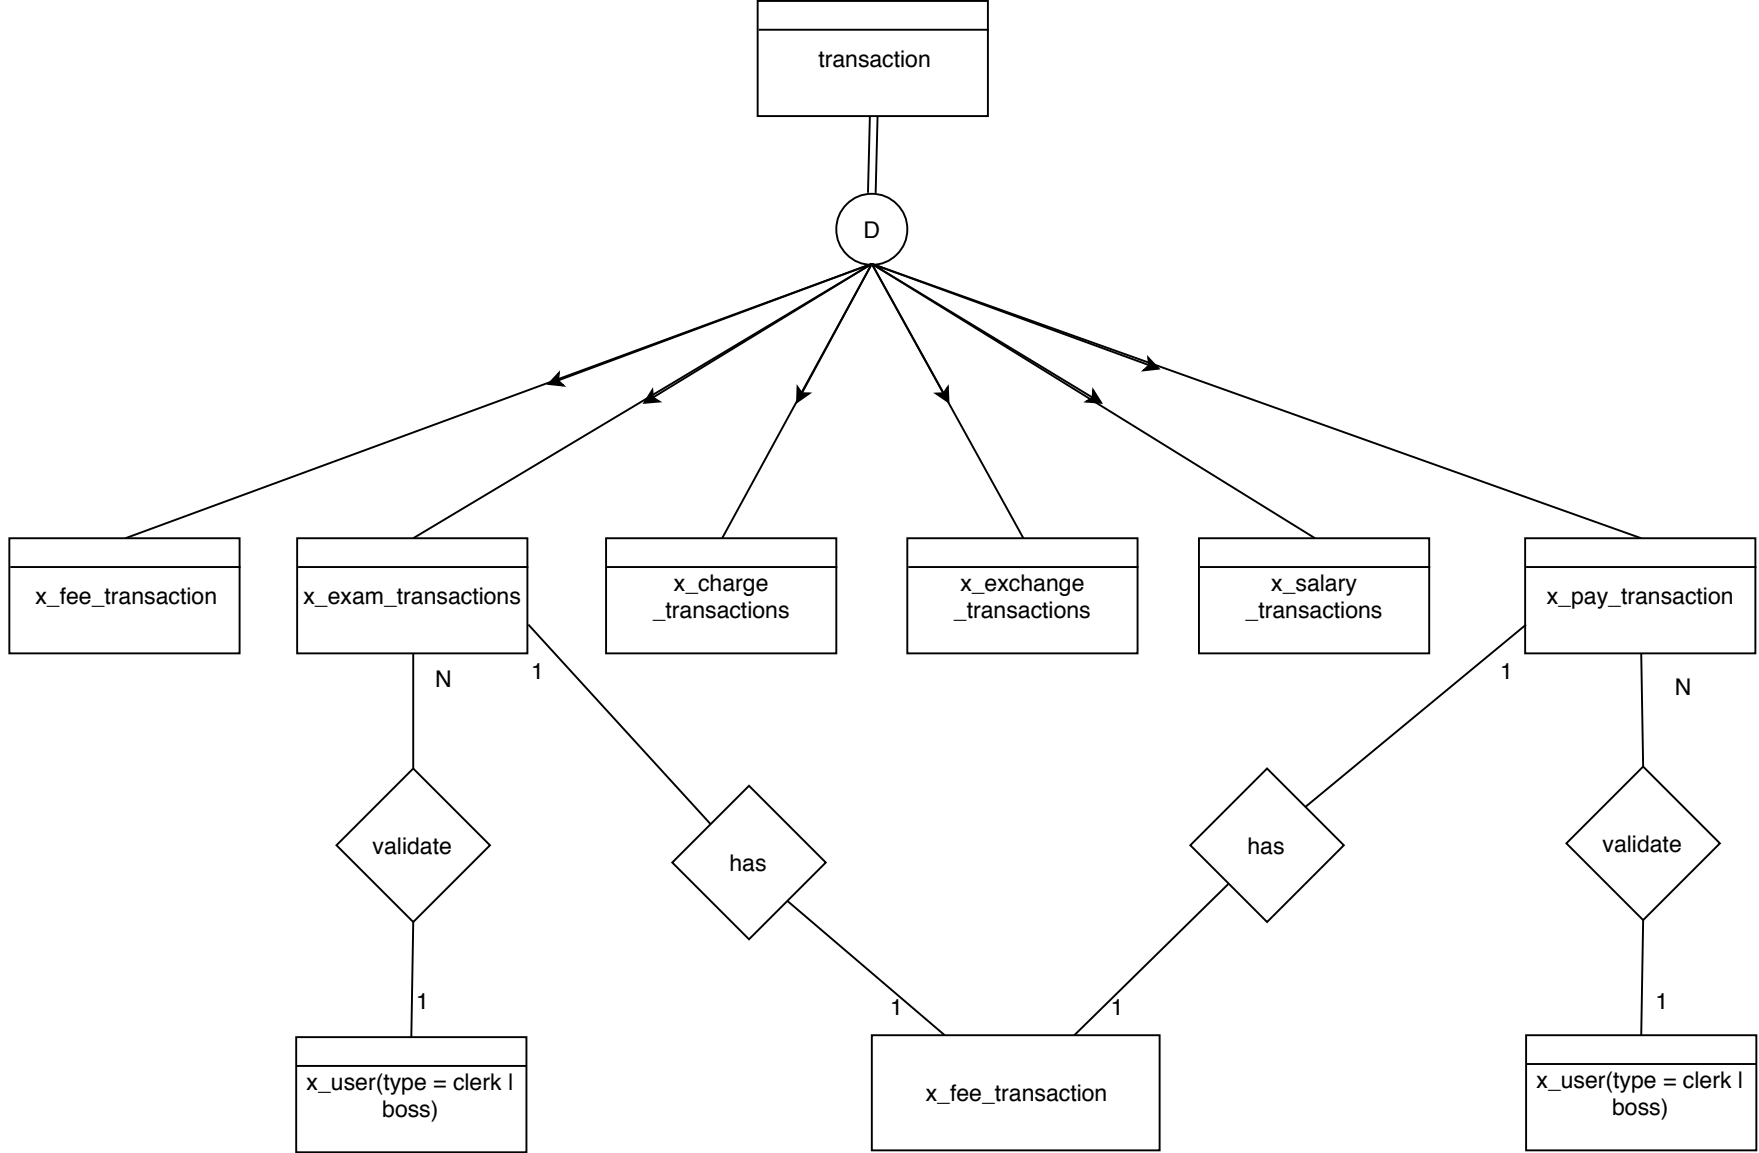 transaction
D
x_fee_transaction
x_exam_transactions
x_charge
_transactions
x_exchange
_transactions
x_salary
_transactions
x_pay_transaction
N
1
1
N
validate
has
has
validate
1
1
1
1
x_user(type = clerk |
boss)
x_fee_transaction
x_user(type = clerk |
boss)